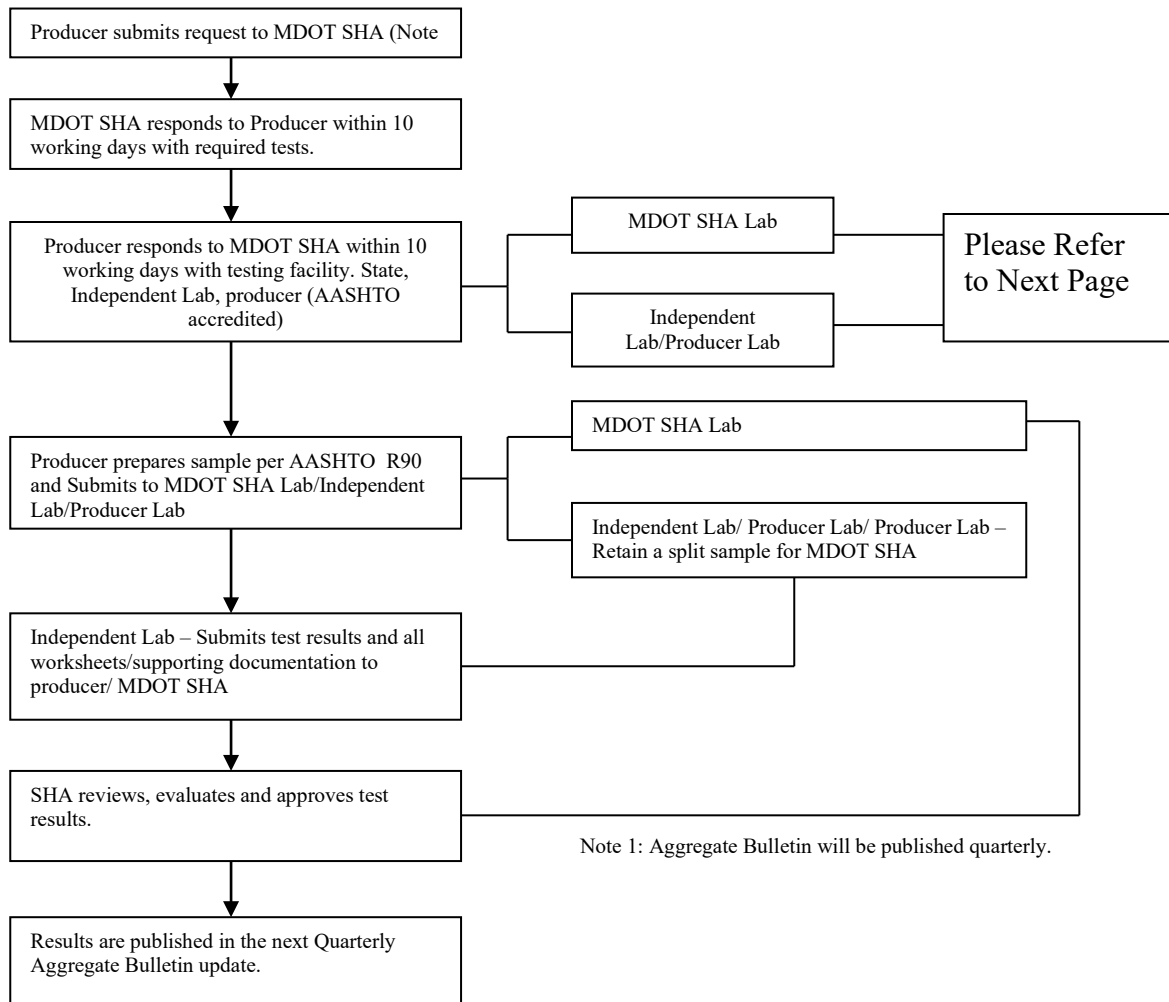 Producer submits request to MDOT SHA (Note
MDOT SHA responds to Producer within 10
working days with required tests.
Producer responds to MDOT SHA within 10
working days with testing facility. State,
Independent Lab, producer (AASHTO
accredited)
MDOT SHA Lab
Independent
Lab/Producer Lab
Please Refer
to Next Page
Producer prepares sample per AASHTO R90
and Submits to MDOT SHA Lab/Independent
Lab/Producer Lab
MDOT SHA Lab
Independent Lab/ Producer Lab/ Producer Lab –
Retain a split sample for MDOT SHA
Independent Lab – Submits test results and all
worksheets/supporting documentation to
producer/ MDOT SHA
SHA reviews, evaluates and approves test
results.
Note 1: Aggregate Bulletin will be published quarterly.
Results are published in the next Quarterly
Aggregate Bulletin update.